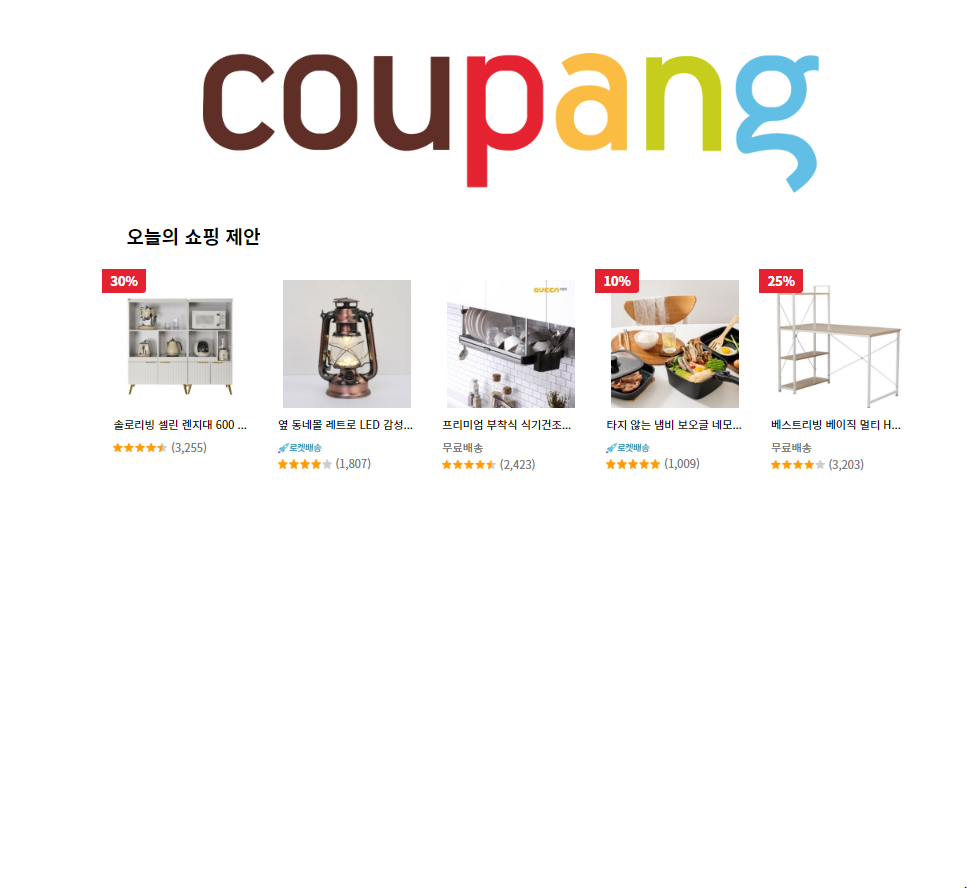 coupang
오늘의 쇼핑 제안
30%
솔로리빙 셀린 렌지대 600 ...
(3,255)
옆 동네몰 레트로 LED 감성...
로켓배송
(1,807)
QUEEN
프리미엄 부착식 식기건조...
무료배송
(2,423)
10%
타지 않는 냄비 보오글 네모...
로켓배송
(1,009)
25%
베스트리빙 베이직 멀티 H...
무료배송
(3,203)